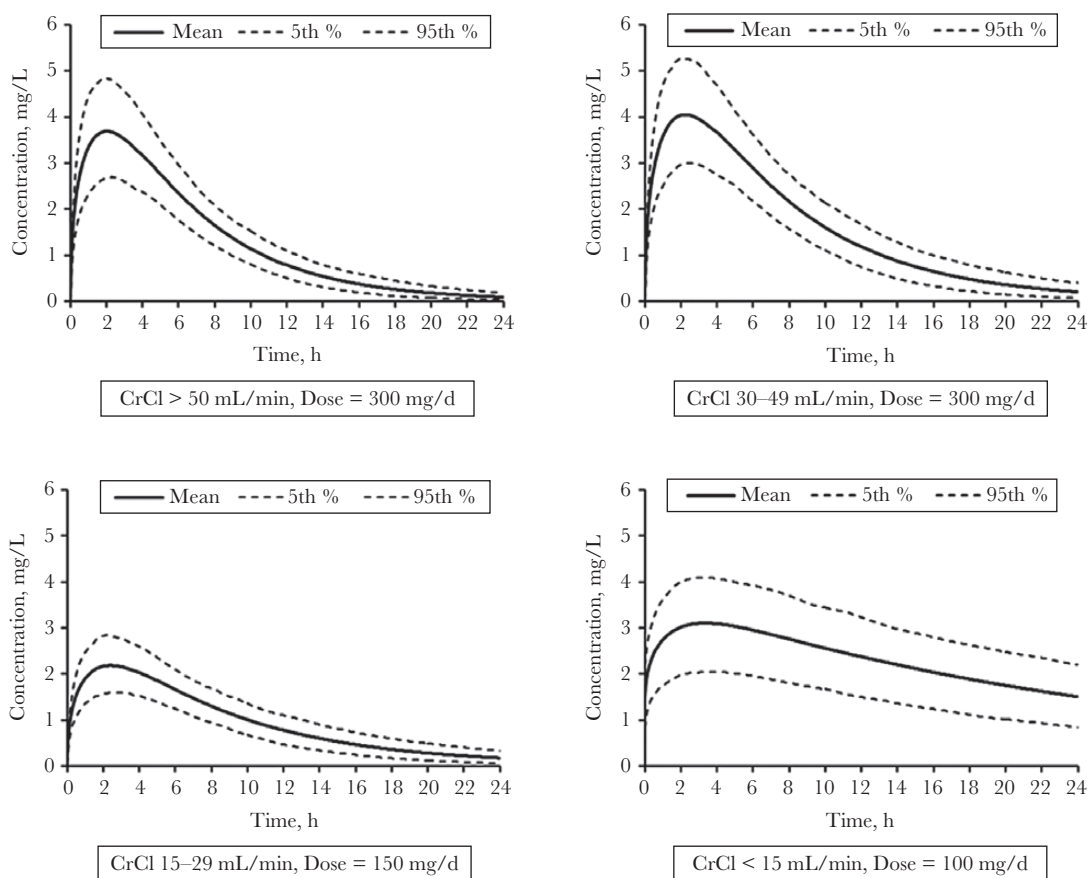 Mean 5th % 95th %
Concentration, mg/L
6
5
4
3
2
1
0
0 2 4 6 8 10 12 14 16 18 20 22 24
Time, h
CrCl > 50 mL/min, Dose = 300 mg/d
Mean 5th % 95th %
Concentration, mg/L
6
5
4
3
2
1
0
0 2 4 6 8 10 12 14 16 18 20 22 24
Time, h
CrCl 30–49 mL/min, Dose = 300 mg/d
Mean 5th % 95th %
Concentration, mg/L
6
5
4
3
2
1
0
0 2 4 6 8 10 12 14 16 18 20 22 24
Time, h
CrCl 15–29 mL/min, Dose = 150 mg/d
Mean 5th % 95th %
Concentration, mg/L
6
5
4
3
2
1
0
0 2 4 6 8 10 12 14 16 18 20 22 24
Time, h
CrCl < 15 mL/min, Dose = 100 mg/d